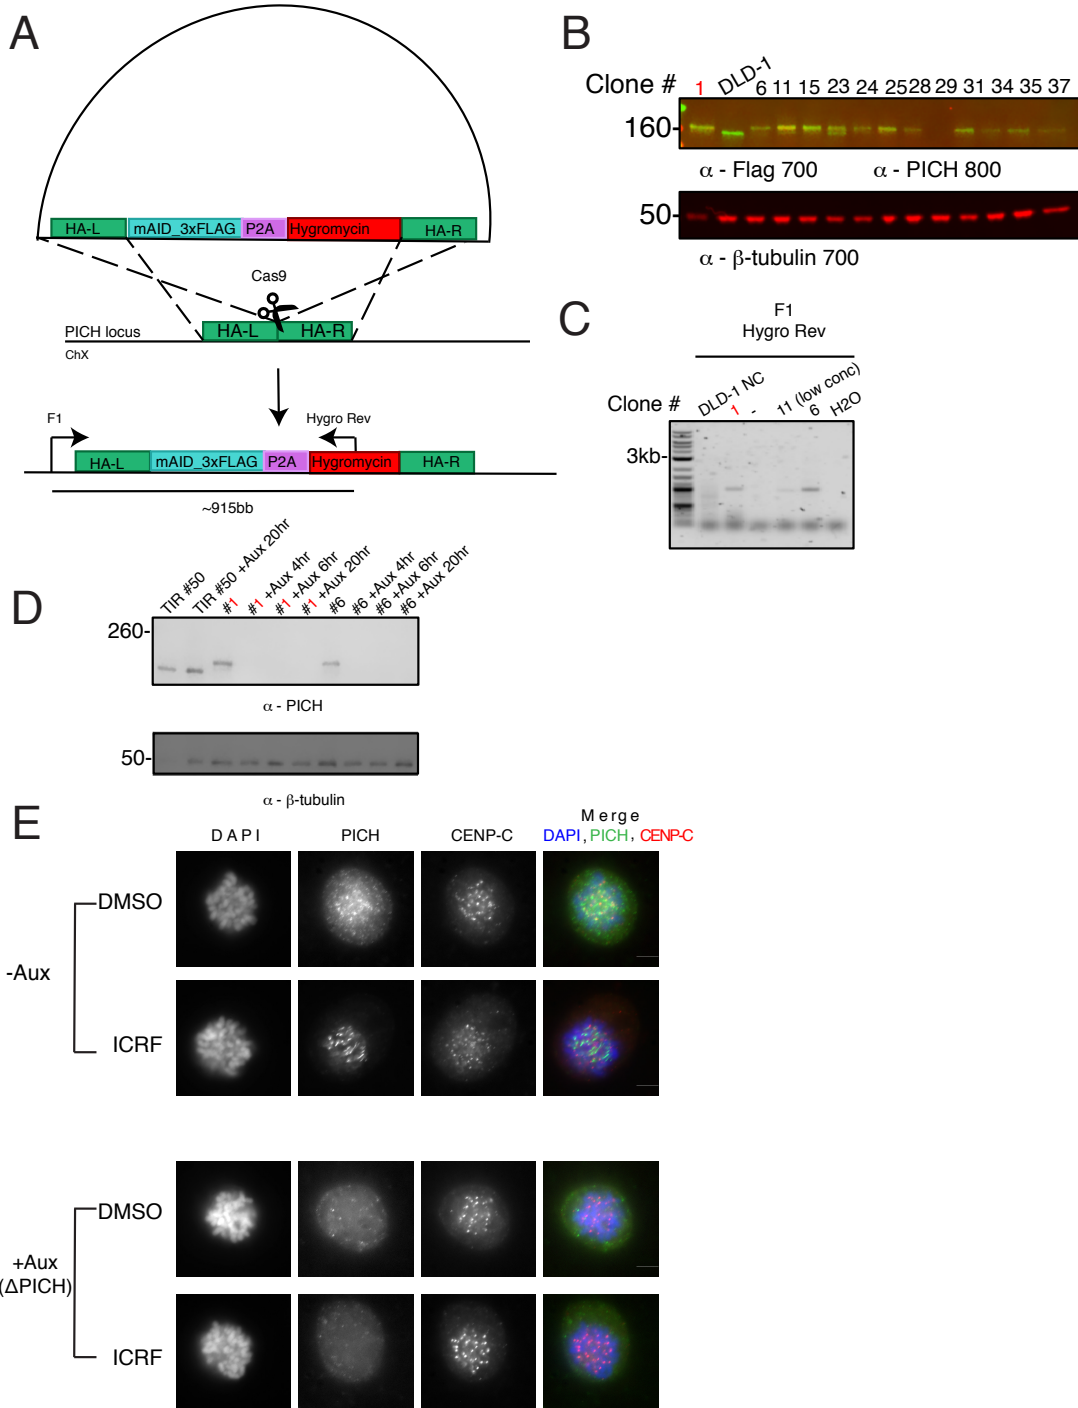 A
HA-L mAID_3xFLAG P2A Hygromycin HA-R
Cas9
PICH locus HA-L HA-R
ChX
F1 Hygro Rev
HA-L mAID_3xFLAG P2A Hygromycin HA-R
~915bb
B
Clone # 1 DLD-1 6 11 15 23 24 25 28 29 31 34 35 37
160-
α - Flag 700 α - PICH 800
50-
α - β-tubulin 700
C
F1
Hygro Rev
Clone # DLD-1 NC 1 - 11 (low conc) 6 H2O
3kb-
D
TIR #50 TIR #50 +Aux 20hr #1 #1 +Aux 4hr #1 +Aux 6hr #1 +Aux 20hr #6 #6 +Aux 4hr #6 +Aux 6hr #6 +Aux 20hr
260-
α - PICH
50-
α - β-tubulin
E
DAPI PICH CENP-C Merge
DAPI, PICH, CENP-C
-Aux
DMSO
ICRF
+Aux
(ΔPICH)
DMSO
ICRF